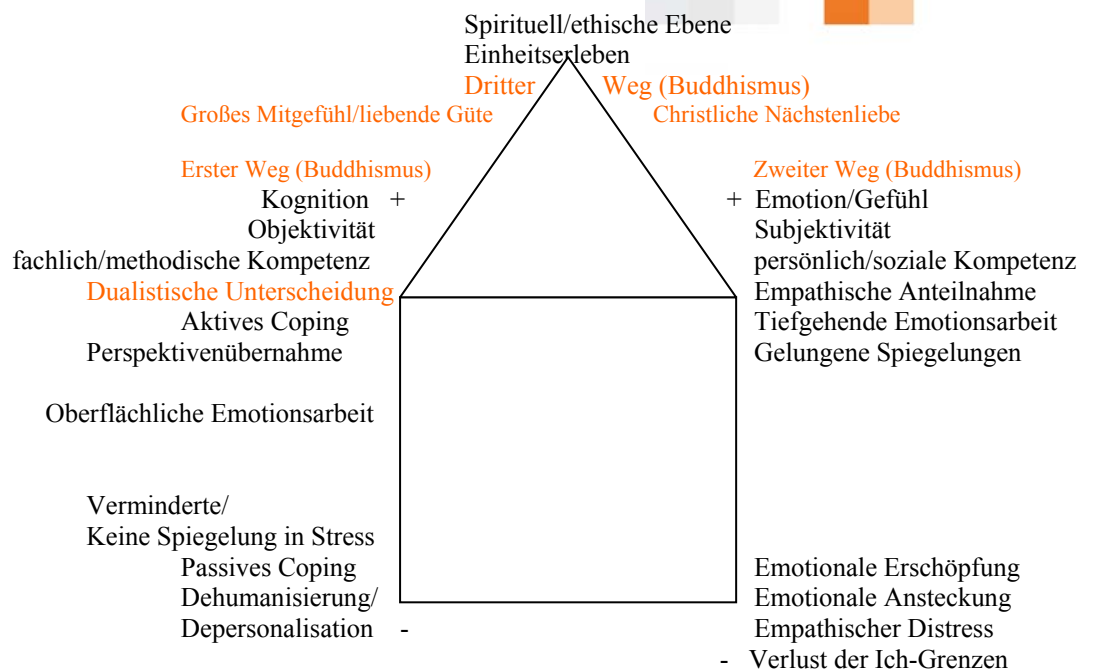 Spirituell/ethische Ebene
Einheitserleben
Dritter Weg (Buddhismus)
Großes Mitgefühl/liebende Güte Christliche Nächstenliebe
Erster Weg (Buddhismus) Zweiter Weg (Buddhismus)
Kognition + + Emotion/Gefühl
Objektivität Subjektivität
fachlich/methodische Kompetenz persönlich/soziale Kompetenz
Dualistische Unterscheidung Empathische Anteilnahme
Aktives Coping Tiefgehende Emotionsarbeit
Perspektivenübernahme Gelungene Spiegelungen
Oberflächliche Emotionsarbeit
Verminderte/
Keine Spiegelung in Stress
Passives Coping Emotionale Erschöpfung
Dehumanisierung/ Emotionale Ansteckung
Depersonalisation - Empathischer Distress
- Verlust der Ich-Grenzen